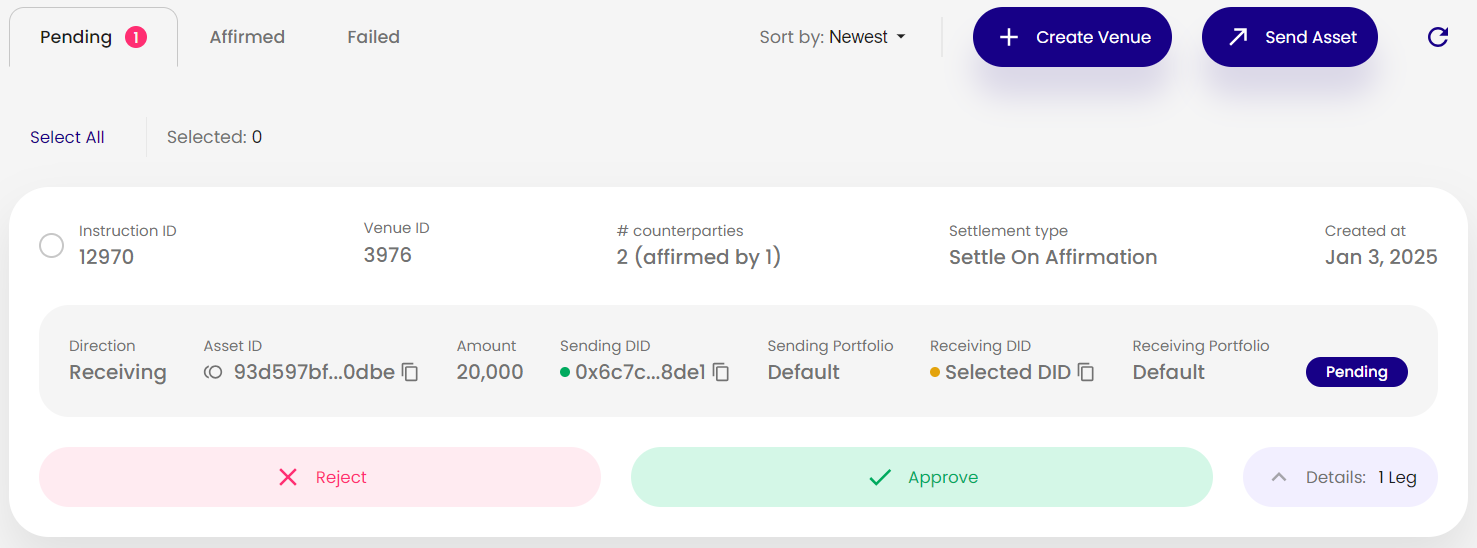 Pending 1 Affirmed Failed Sort by: Newest Create Venue Send Asset
Select All Selected: 0
Instruction ID Venue ID # counterparties Settlement type Created at
12970 3976 2 (affirmed by 1) Settle On Affirmation Jan 3, 2025
Direction Asset ID Amount Sending DID Sending Portfolio Receiving DID Receiving Portfolio
Receiving 93d597bf...0dbe 20,000 0x6c7c...8de1 Default Selected DID Default Pending
Reject Approve Details: 1 Leg